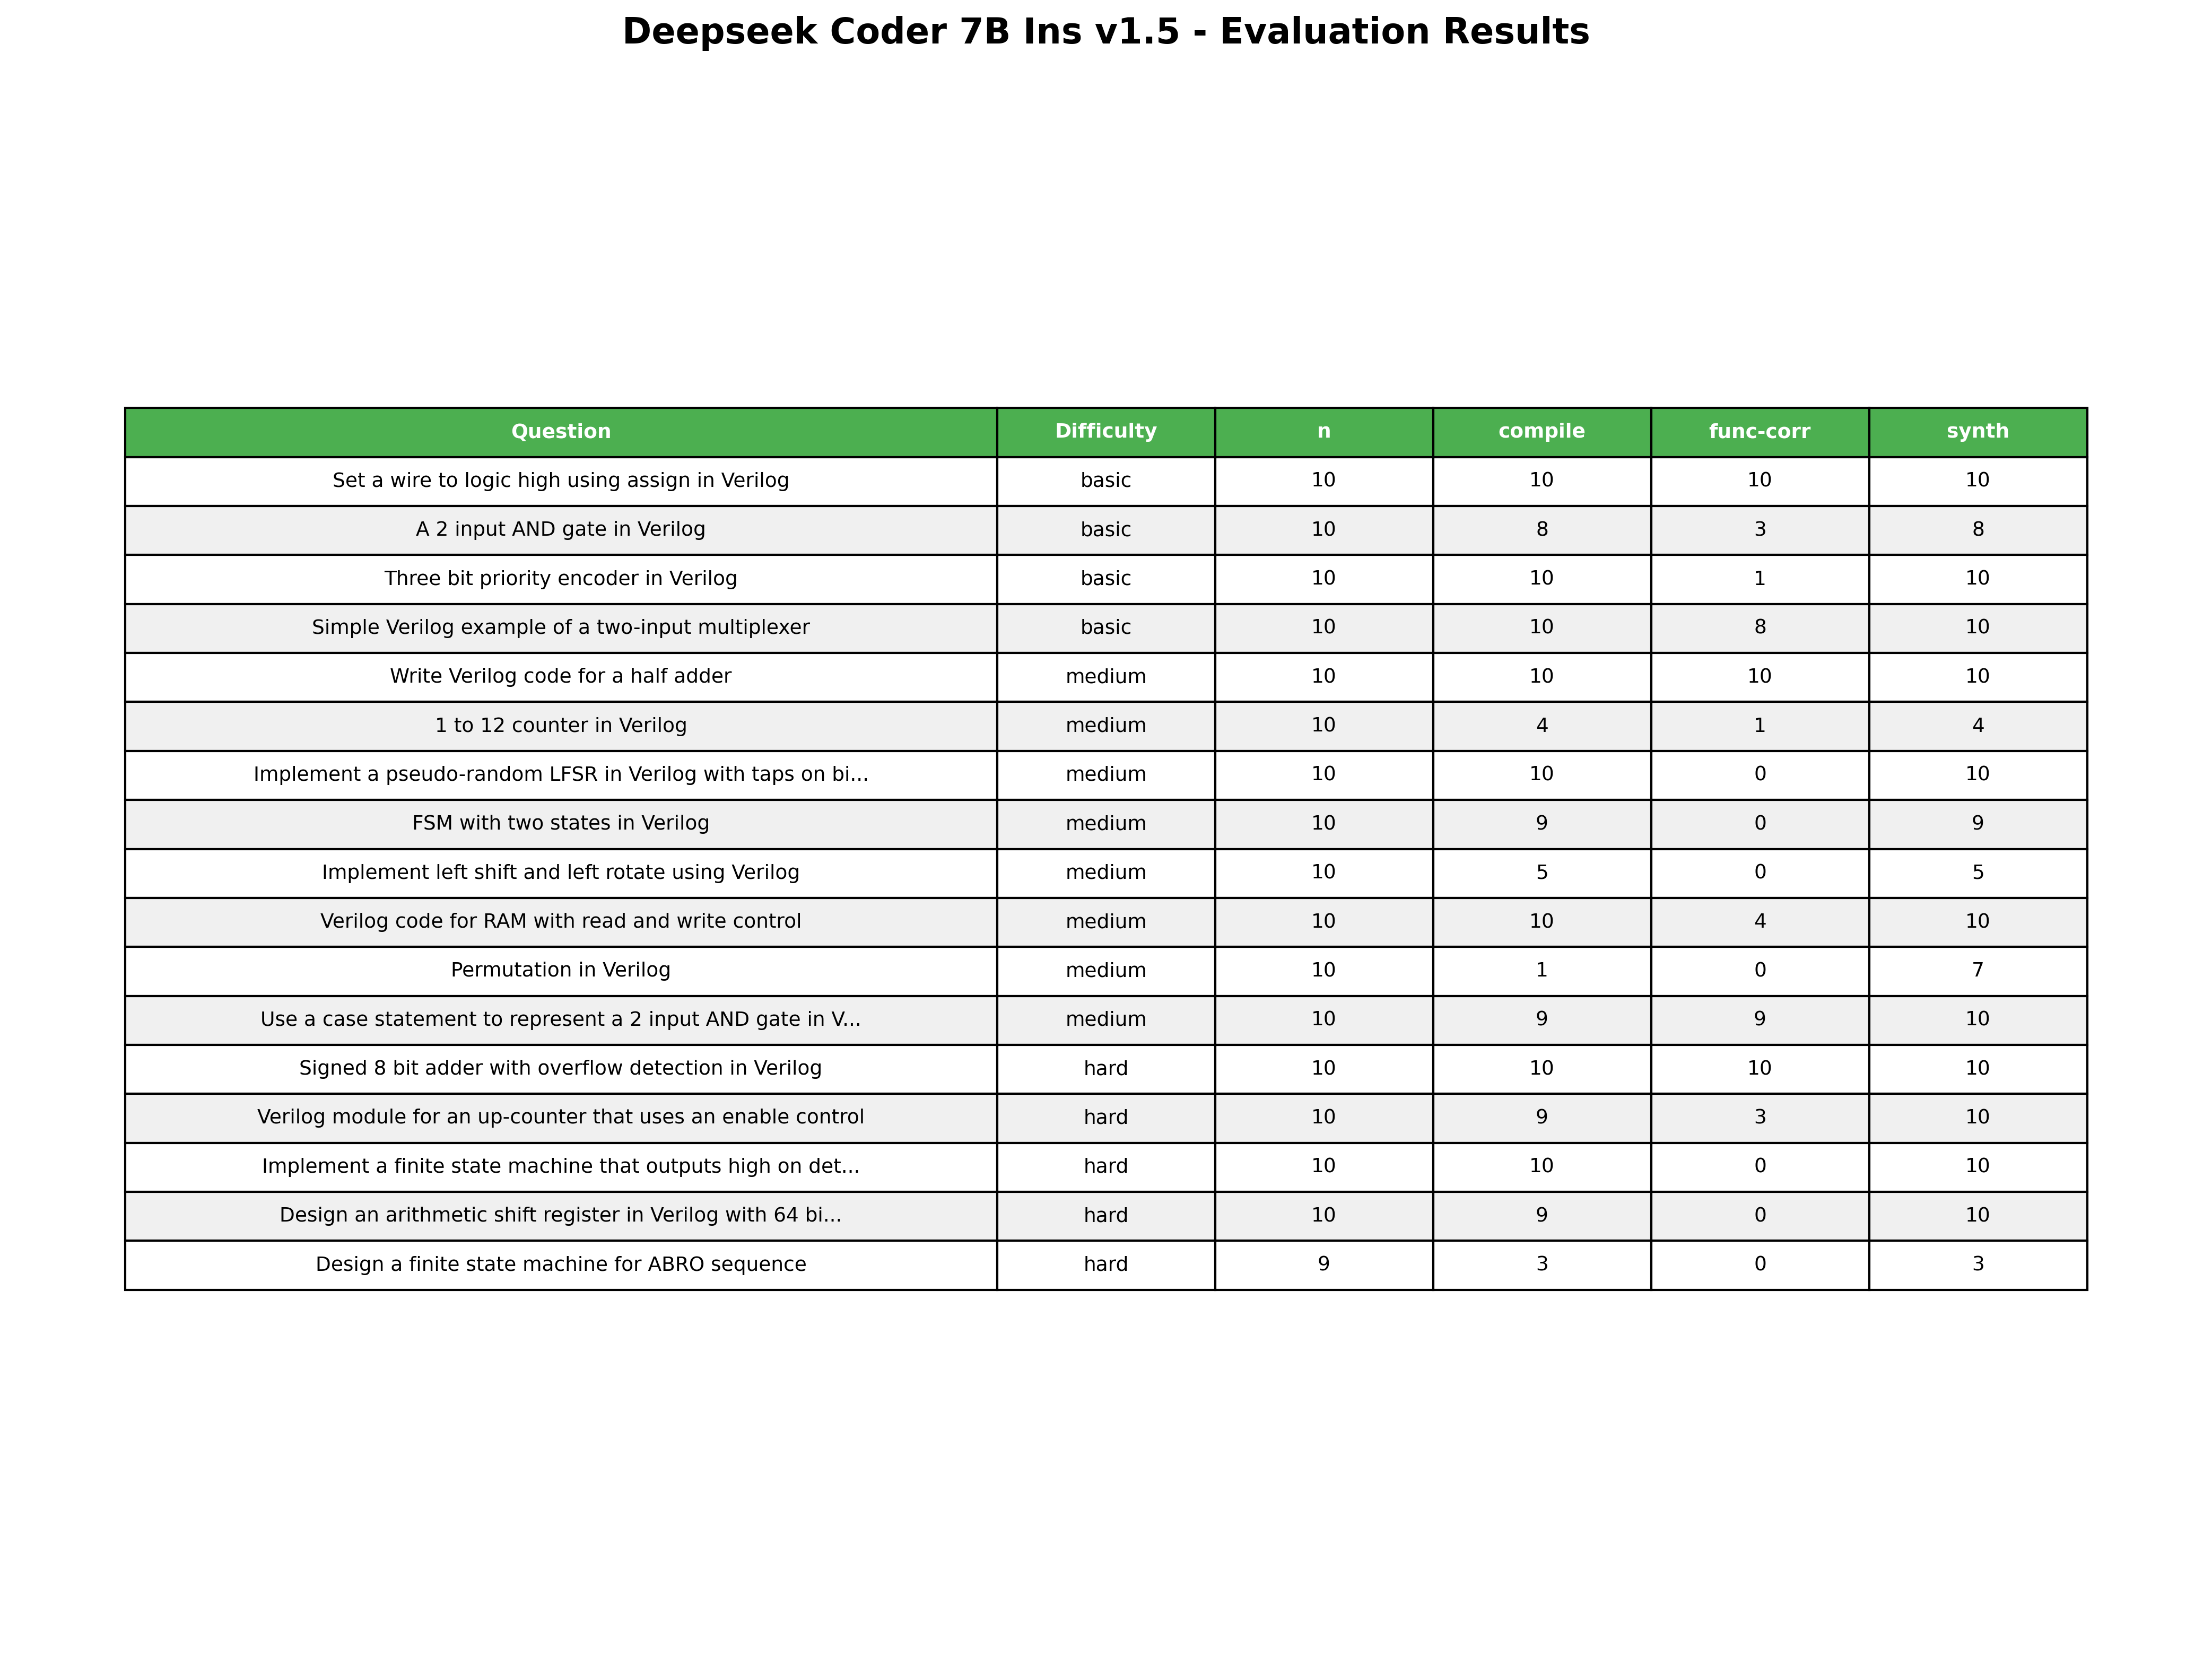 Deepseek Coder 7B Ins v1.5 - Evaluation Results
Question Difficulty n compile func-corr synth
Set a wire to logic high using assign in Verilog basic 10 10 10 10
A 2 input AND gate in Verilog basic 10 8 3 8
Three bit priority encoder in Verilog basic 10 10 1 10
Simple Verilog example of a two-input multiplexer basic 10 10 8 10
Write Verilog code for a half adder medium 10 10 10 10
1 to 12 counter in Verilog medium 10 4 1 4
Implement a pseudo-random LFSR in Verilog with taps on bi... medium 10 10 0 10
FSM with two states in Verilog medium 10 9 0 9
Implement left shift and left rotate using Verilog medium 10 5 0 5
Verilog code for RAM with read and write control medium 10 10 4 10
Permutation in Verilog medium 10 1 0 7
Use a case statement to represent a 2 input AND gate in V... medium 10 9 9 10
Signed 8 bit adder with overflow detection in Verilog hard 10 10 10 10
Verilog module for an up-counter that uses an enable control hard 10 9 3 10
Implement a finite state machine that outputs high on det... hard 10 10 0 10
Design an arithmetic shift register in Verilog with 64 bi... hard 10 9 0 10
Design a finite state machine for ABRO sequence hard 9 3 0 3